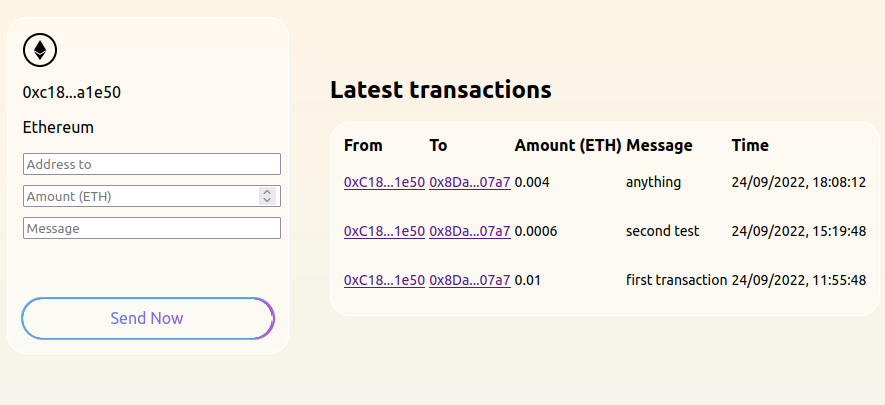 0xc18...a1e50
Ethereum
Address to
Amount (ETH)
Message
Send Now
Latest transactions
From To Amount (ETH) Message Time
0xC18...1e50 0x8Da...07a7 0.004 anything 24/09/2022, 18:08:12
0xC18...1e50 0x8Da...07a7 0.0006 second test 24/09/2022, 15:19:48
0xC18...1e50 0x8Da...07a7 0.01 first transaction 24/09/2022, 11:55:48